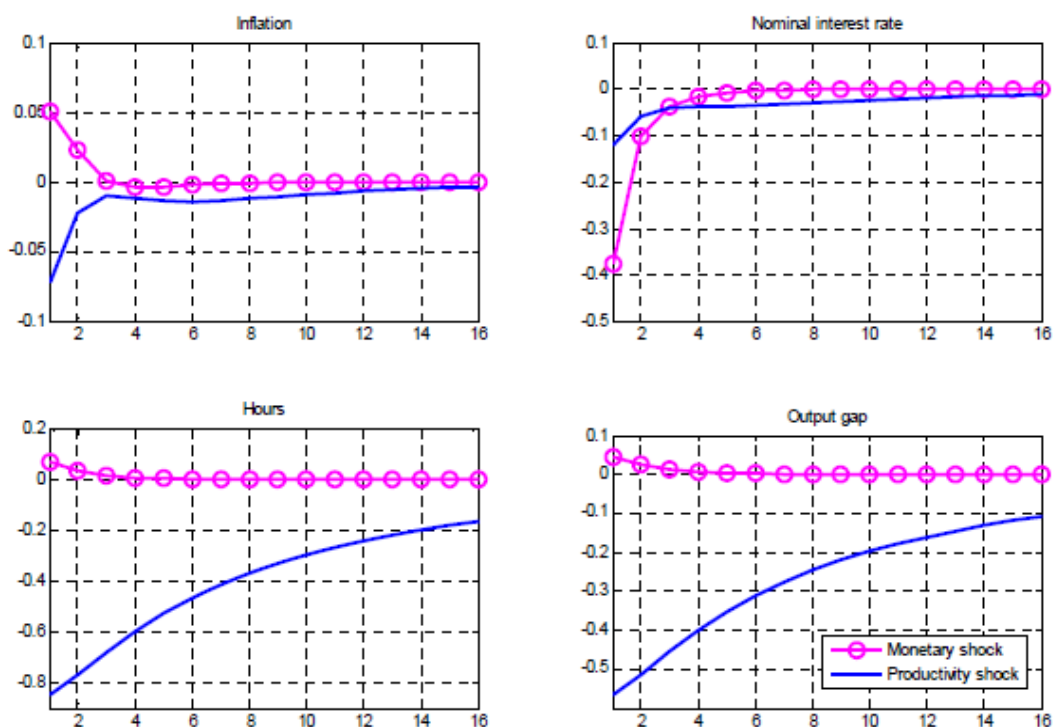 Inflation
0.1
0.05
0
-0.05
-0.1
2 4 6 8 10 12 14 16
Nominal interest rate
0.1
0
-0.1
-0.2
-0.3
-0.4
-0.5
2 4 6 8 10 12 14 16
Hours
0.2
0
-0.2
-0.4
-0.6
-0.8
2 4 6 8 10 12 14 16
Output gap
0.1
0
-0.1
-0.2
-0.3
-0.4
-0.5
2 4 6 8 10 12 14 16
Monetary shock
Productivity shock